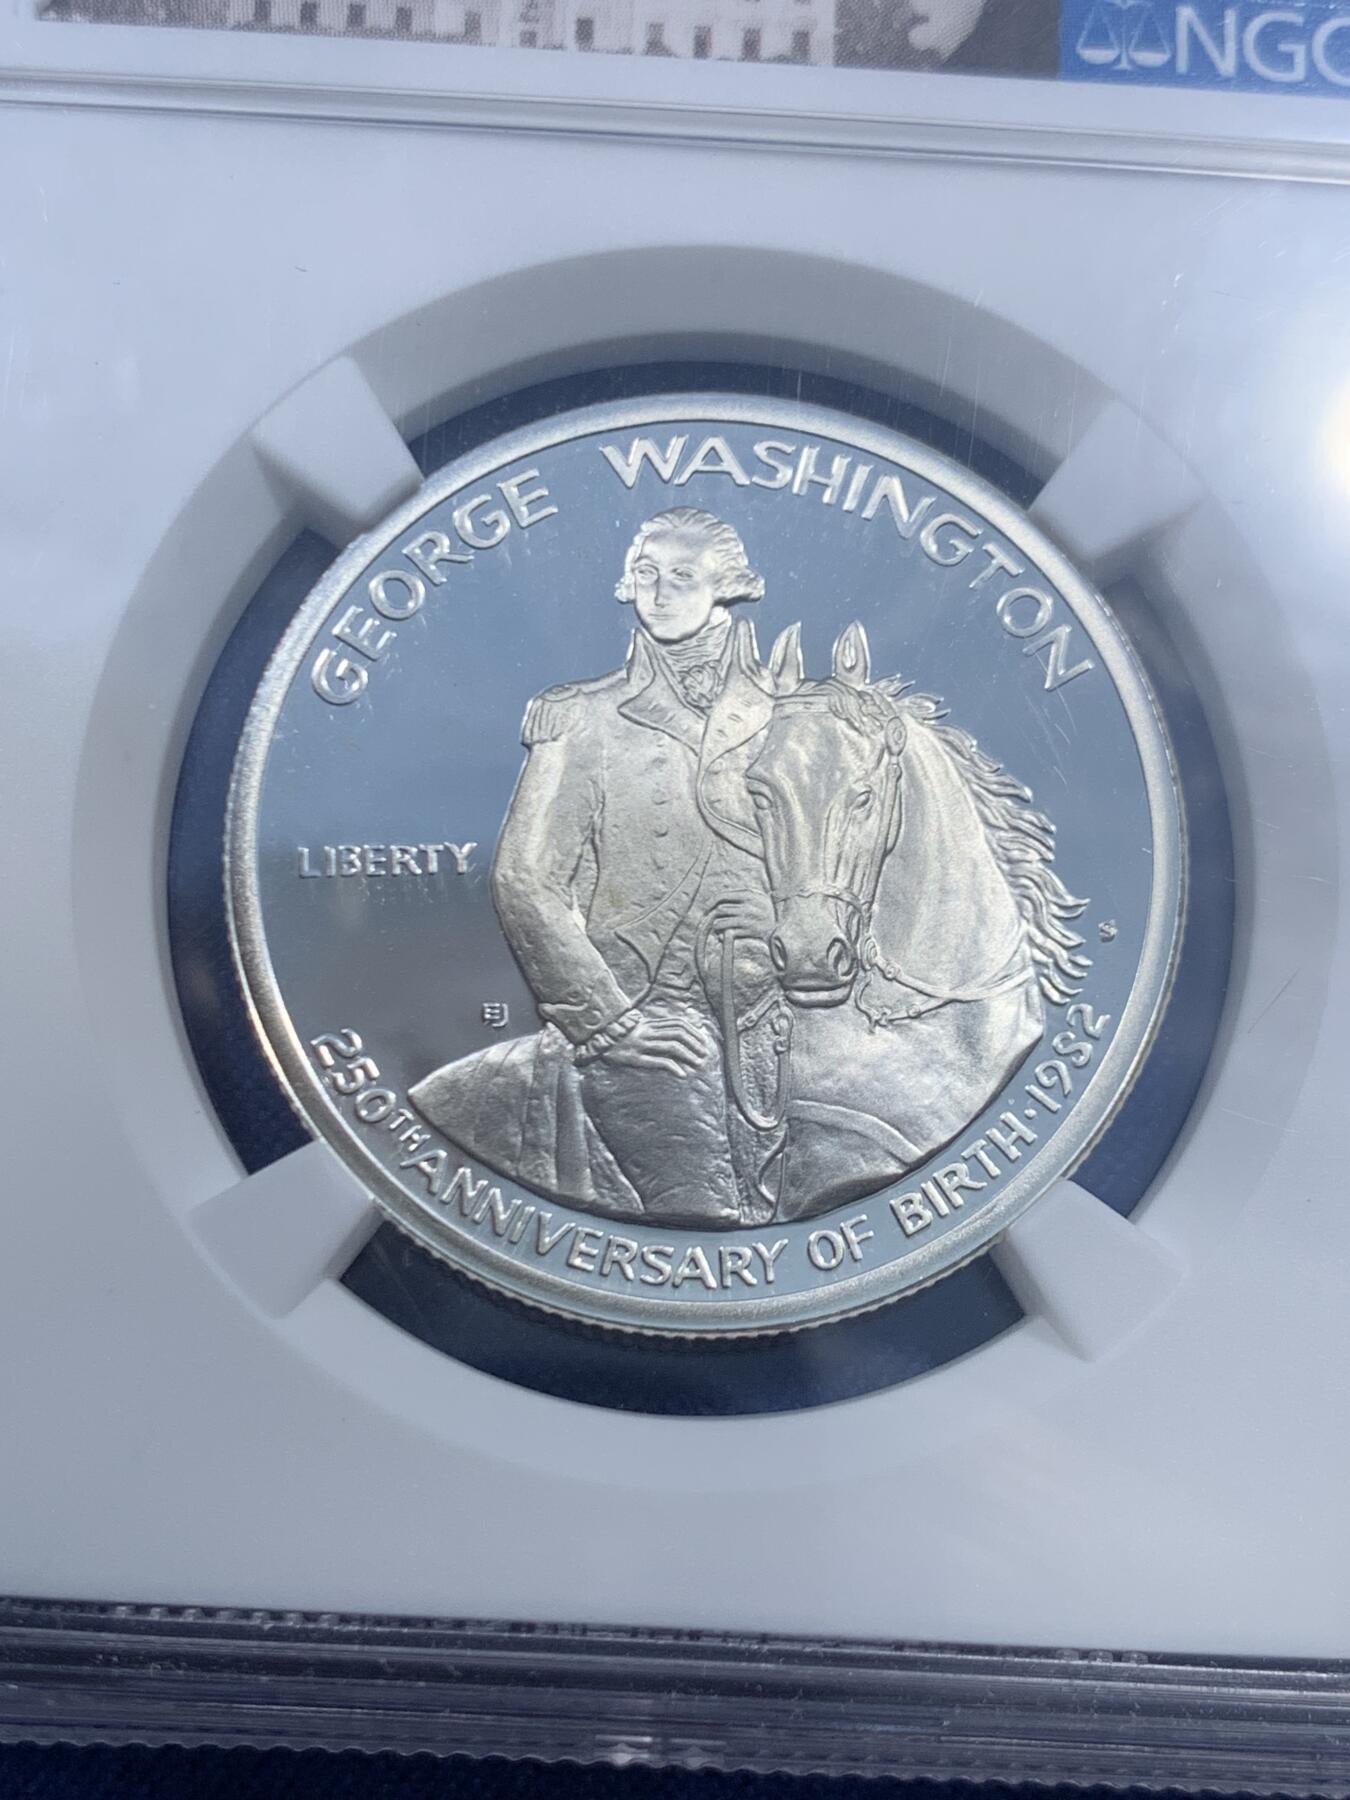 NGC
GEORGE WASHINGTON
LIBERTY
S
EJ
250TH ANNIVERSARY OF BIRTH·1982